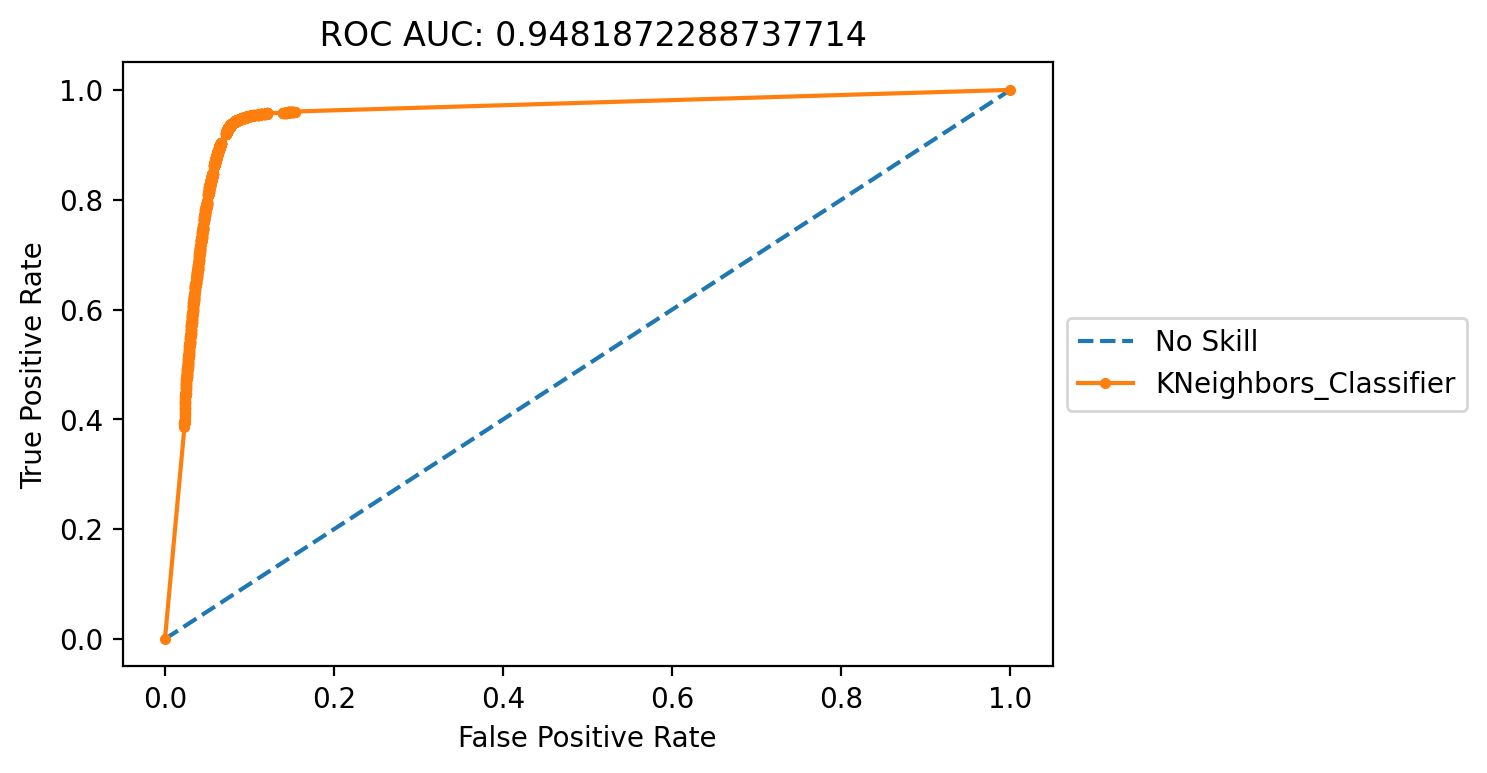 ROC AUC: 0.9481872288737714
1.0
0.8
0.6
0.4
0.2
0.0
True Positive Rate
0.0 0.2 0.4 0.6 0.8 1.0
False Positive Rate
No Skill
KNeighbors_Classifier